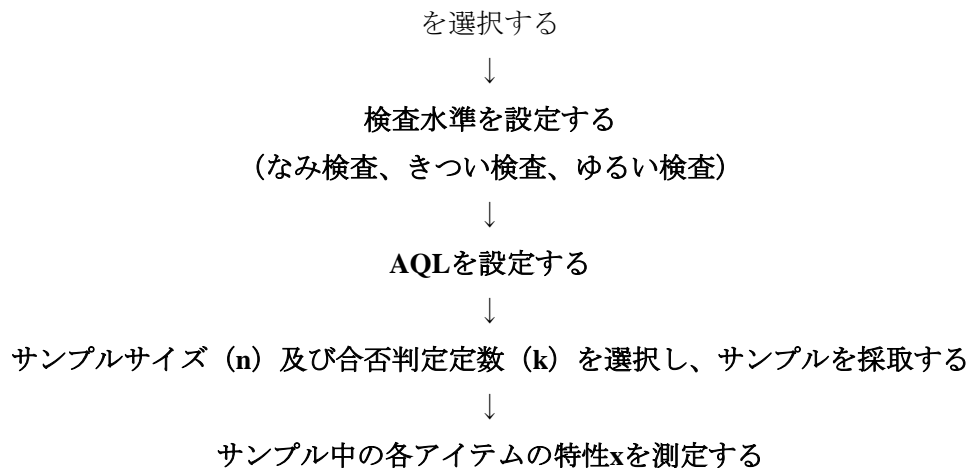 を選択する
↓
検査水準を設定する
（なみ検査、きつい検査、ゆるい検査）
↓
AQLを設定する
↓
サンプルサイズ（n）及び合否判定定数（k）を選択し、サンプルを採取する
↓
サンプル中の各アイテムの特性xを測定する